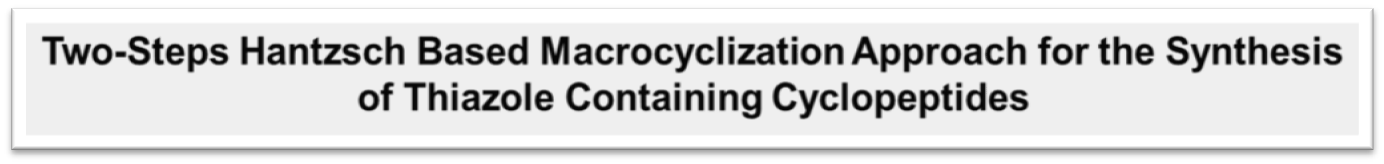 Two-Steps Hantzsch Based Macrocyclization Approach for the Synthesis
of Thiazole Containing Cyclopeptides